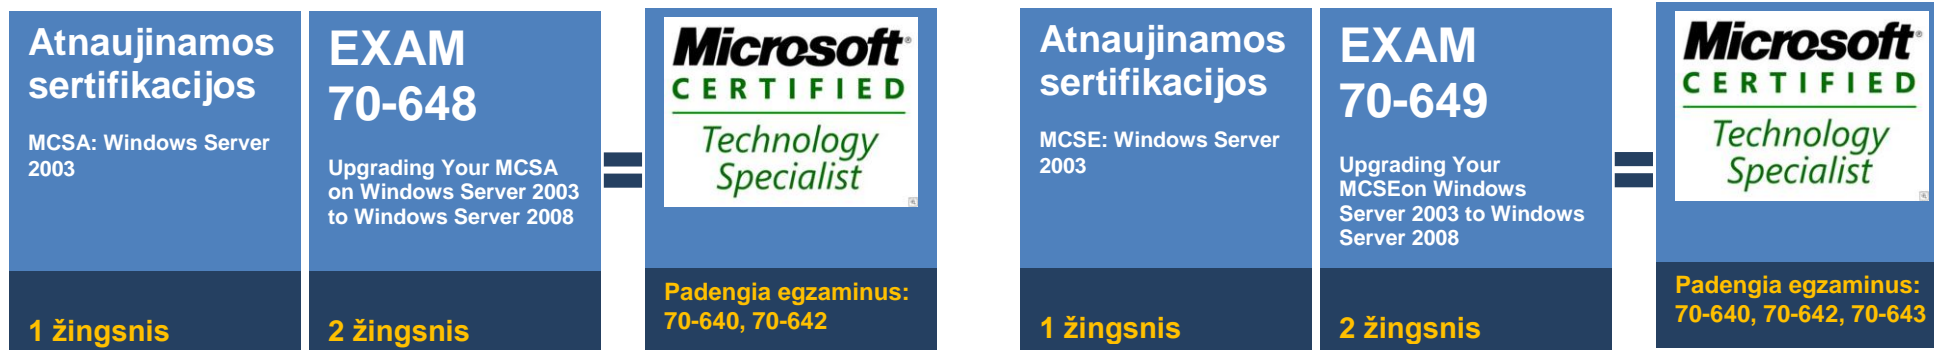 Atnaujinamos
sertifikacijos
MCSA: Windows Server
2003
1 žingsnis
EXAM
70-648
Upgrading Your MCSA
on Windows Server 2003
to Windows Server 2008
2 žingsnis
=
Microsoft®
CERTIFIED
Technology
Specialist
Padengia egzaminus:
70-640, 70-642
Atnaujinamos
sertifikacijos
MCSE: Windows Server
2003
1 žingsnis
EXAM
70-649
Upgrading Your
MCSEon Windows
Server 2003 to Windows
Server 2008
2 žingsnis
=
Microsoft®
CERTIFIED
Technology
Specialist
Padengia egzaminus:
70-640, 70-642, 70-643